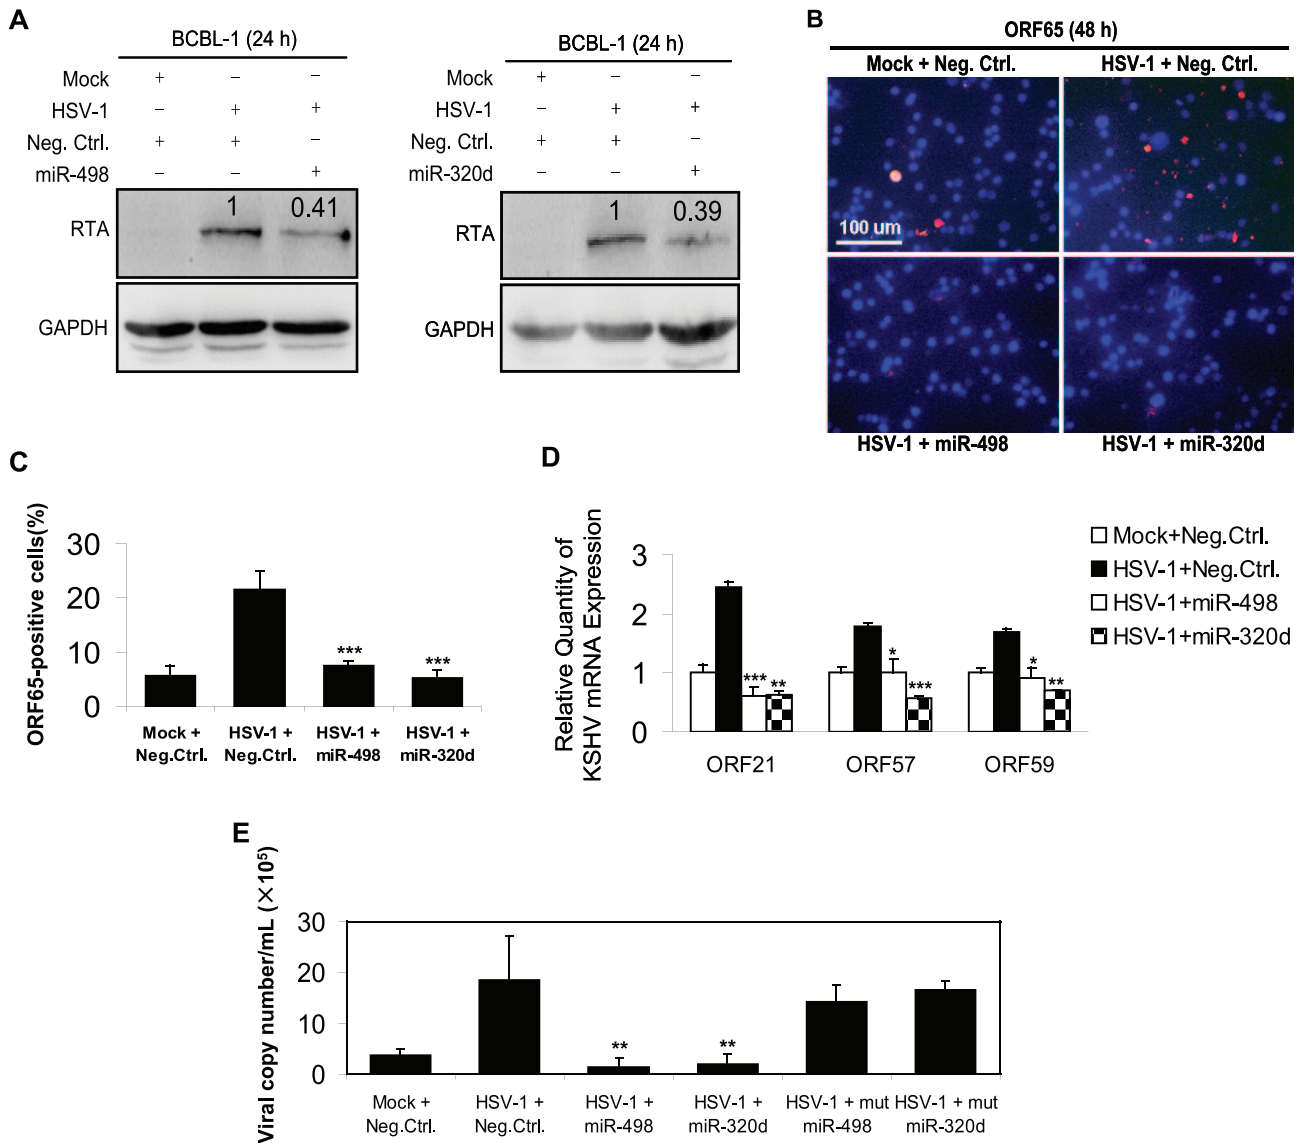 A
BCBL-1 (24 h)
Mock + – –
HSV-1 – + +
Neg. Ctrl. + + –
miR-498 – – +
RTA 1 0.41
GAPDH
BCBL-1 (24 h)
Mock + – –
HSV-1 – + +
Neg. Ctrl. + + –
miR-320d – – +
RTA 1 0.39
GAPDH
B
ORF65 (48 h)
Mock + Neg. Ctrl. HSV-1 + Neg. Ctrl.
100 um
HSV-1 + miR-498 HSV-1 + miR-320d
C
ORF65-positive cells(%)
30
20
10
0
*** ***
Mock + Neg.Ctrl.
HSV-1 + Neg.Ctrl.
HSV-1 + miR-498
HSV-1 + miR-320d
D
Relative Quantity of
KSHV mRNA Expression
3
2
1
0
*** **
* ***
* **
ORF21 ORF57 ORF59
Mock+Neg.Ctrl.
HSV-1+Neg.Ctrl.
HSV-1+miR-498
HSV-1+miR-320d
E
Viral copy number/mL (×10⁵)
30
20
10
0
** **
Mock + Neg.Ctrl.
HSV-1 + Neg.Ctrl.
HSV-1 + miR-498
HSV-1 + miR-320d
HSV-1 + mut miR-498
HSV-1 + mut miR-320d